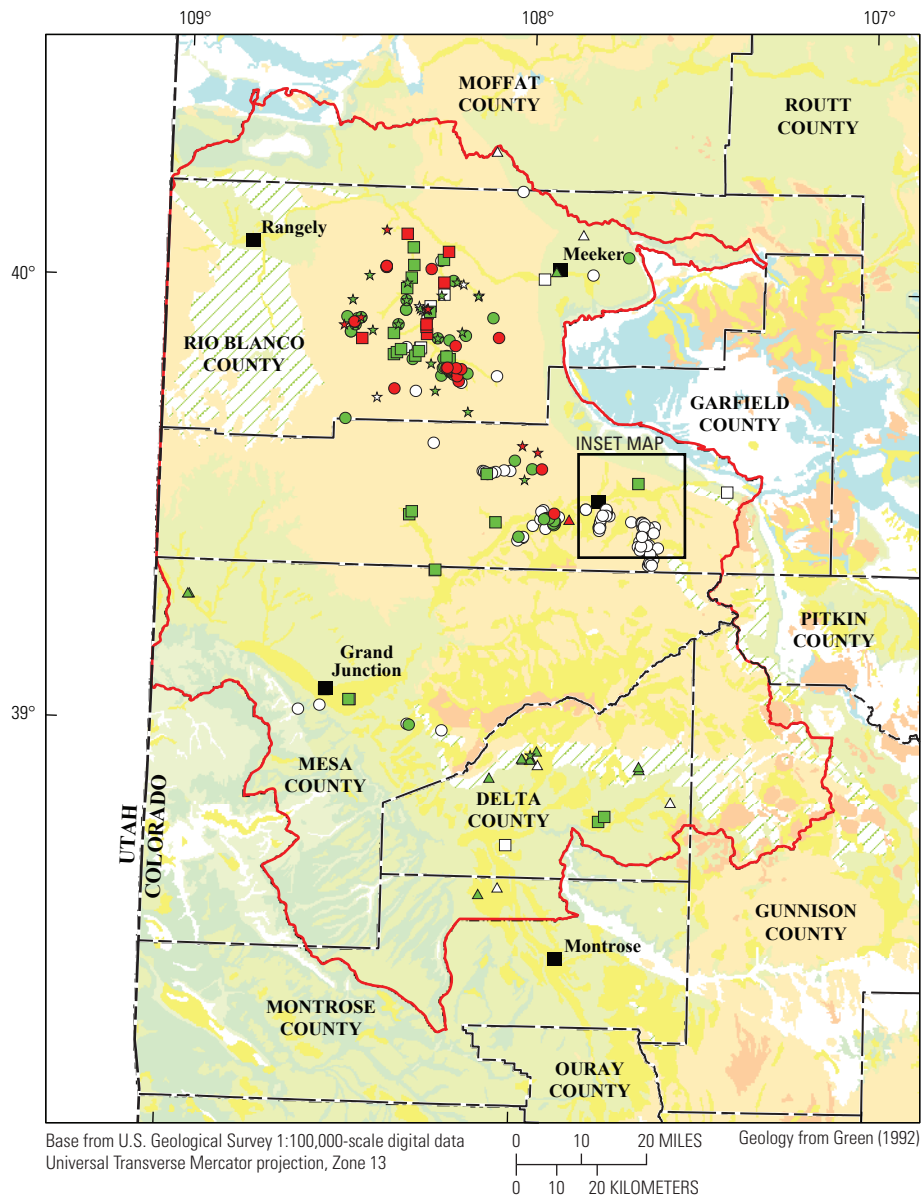 109°
108°
107°
MOFFAT
COUNTY
ROUTT
COUNTY
Rangely
40°
Meeker
RIO BLANCO
COUNTY
GARFIELD
COUNTY
INSET MAP
PITKIN
COUNTY
Grand
Junction
39°
MESA
COUNTY
DELTA
COUNTY
UTAH
COLORADO
GUNNISON
COUNTY
Montrose
MONTROSE
COUNTY
OURAY
COUNTY
Base from U.S. Geological Survey 1:100,000-scale digital data
Universal Transverse Mercator projection, Zone 13
0 10 20 MILES
0 10 20 KILOMETERS
Geology from Green (1992)